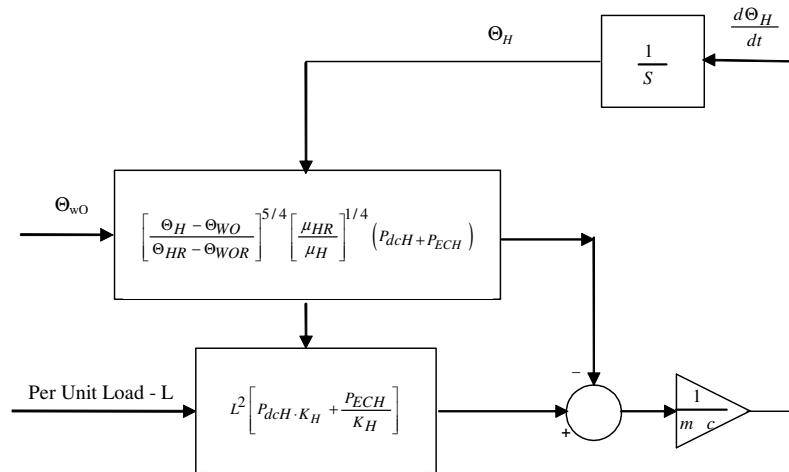 Θ_H
1/S
dΘ_H/dt
Θ_wO
[(Θ_H − Θ_WO)/(Θ_HR − Θ_WOR)]^{5/4} [μ_HR/μ_H]^{1/4} (P_dcH + P_ECH)
Per Unit Load - L
L^2 [P_dcH · K_H + P_ECH/K_H]
−
+
1/(m c)